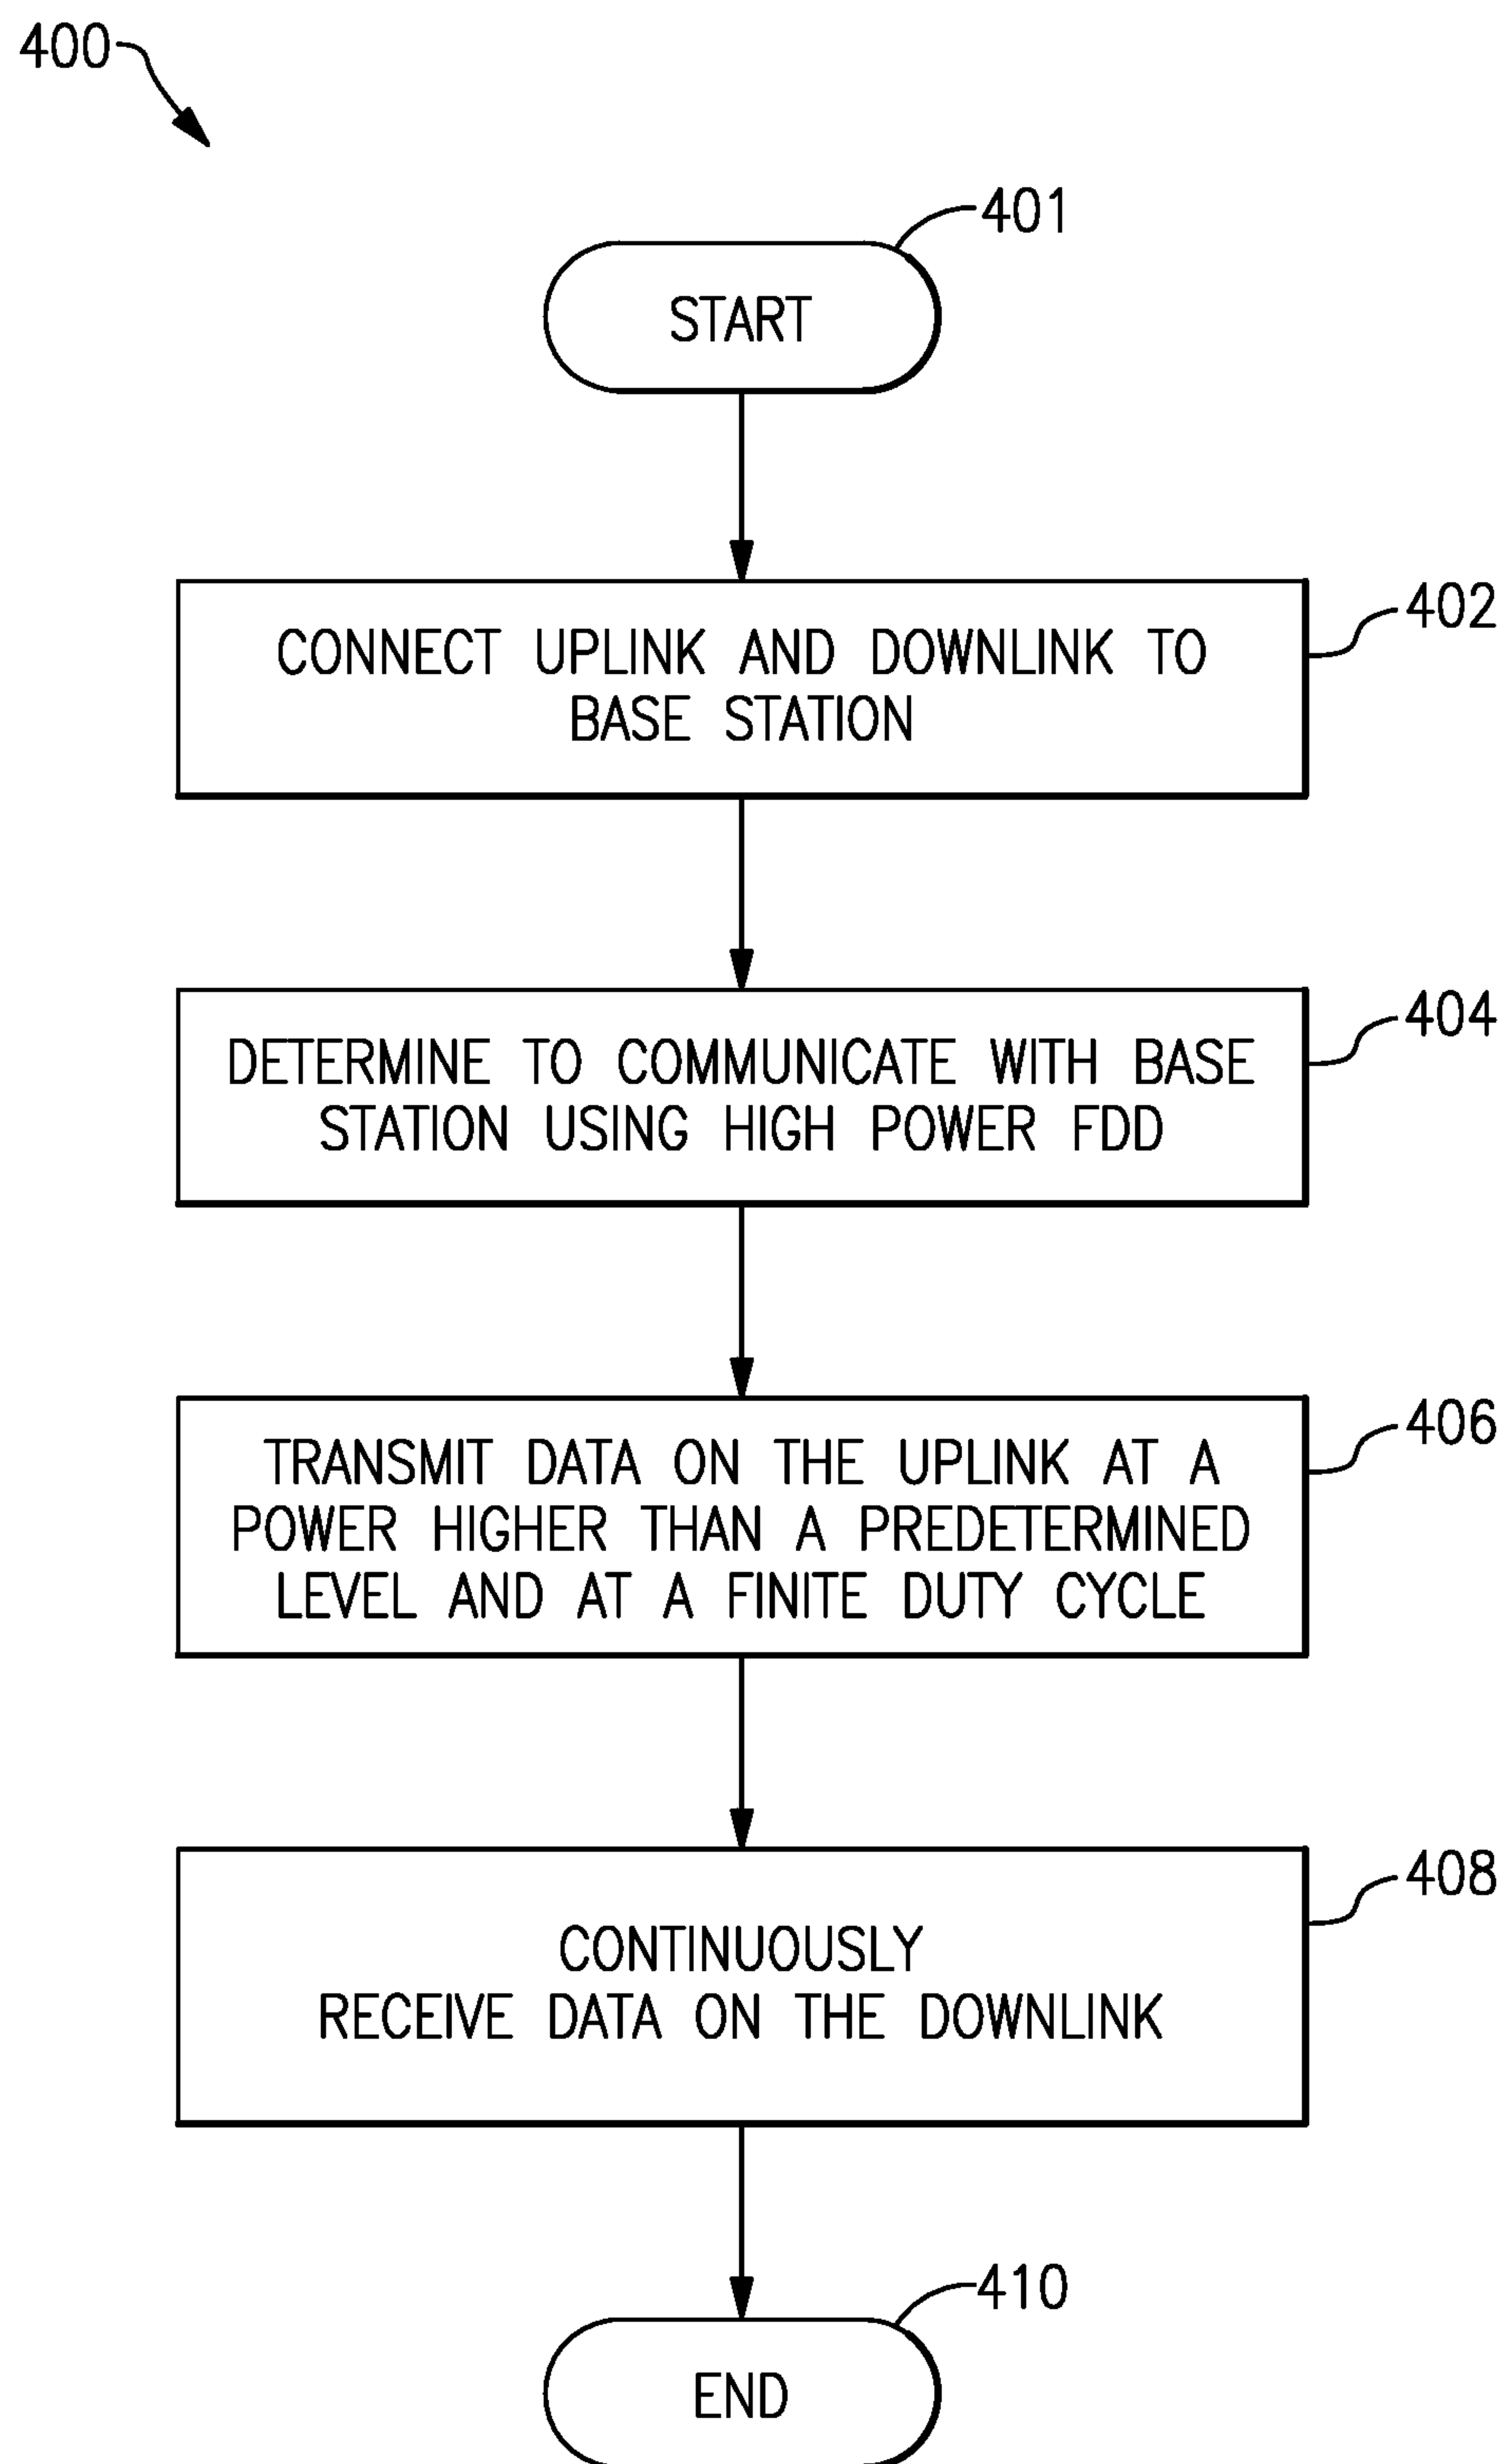 400
401
START
402
CONNECT UPLINK AND DOWNLINK TO
BASE STATION
404
DETERMINE TO COMMUNICATE WITH BASE
STATION USING HIGH POWER FDD
406
TRANSMIT DATA ON THE UPLINK AT A
POWER HIGHER THAN A PREDETERMINED
LEVEL AND AT A FINITE DUTY CYCLE
408
CONTINUOUSLY
RECEIVE DATA ON THE DOWNLINK
410
END